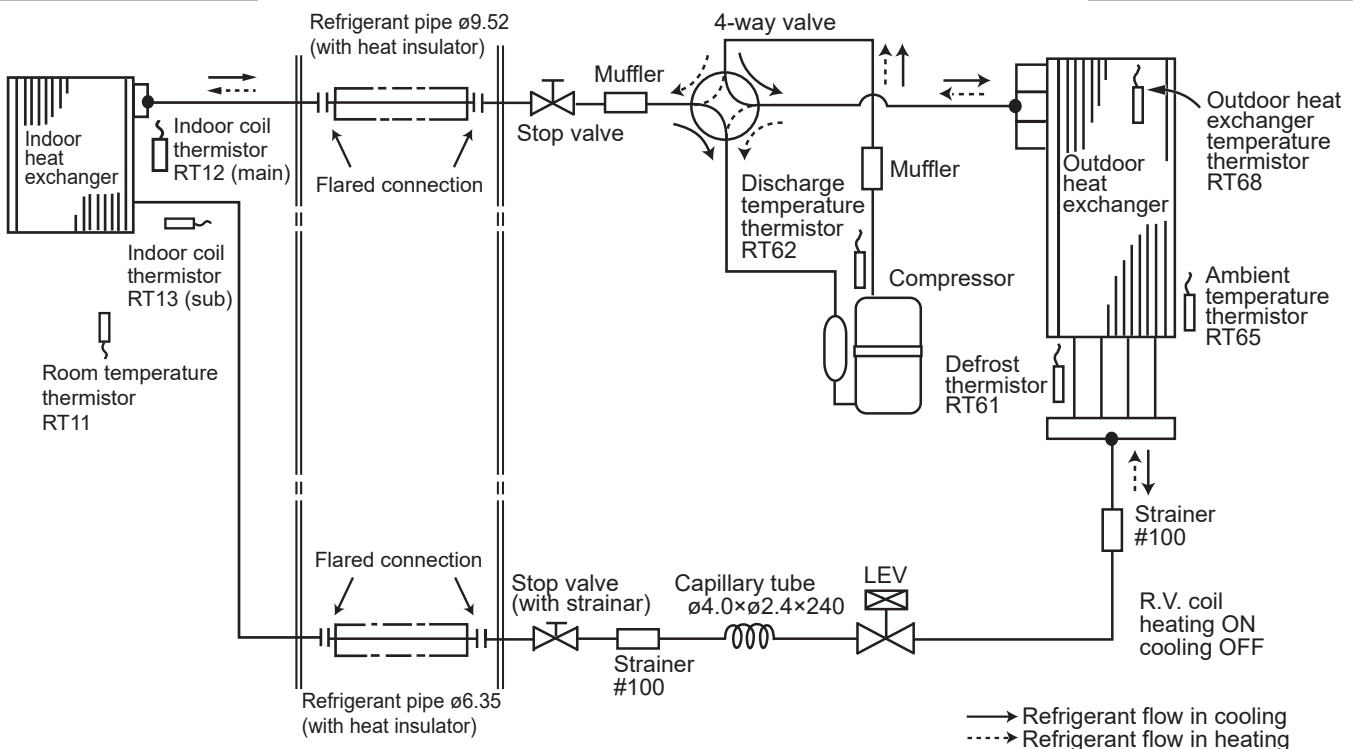 Refrigerant pipe ø9.52
(with heat insulator)
4-way valve
Muffler
Stop valve
Indoor
heat
exchanger
Indoor coil
thermistor
RT12 (main)
Flared connection
Outdoor heat
exchanger
temperature
thermistor
RT68
Outdoor
heat
exchanger
Muffler
Discharge
temperature
thermistor
RT62
Indoor coil
thermistor
RT13 (sub)
Compressor
Ambient
temperature
thermistor
RT65
Room temperature
thermistor
RT11
Defrost
thermistor
RT61
Strainer
#100
Flared connection
Stop valve
(with strainar)
Capillary tube
ø4.0×ø2.4×240
LEV
R.V. coil
heating ON
cooling OFF
Strainer
#100
Refrigerant pipe ø6.35
(with heat insulator)
Refrigerant flow in cooling
Refrigerant flow in heating